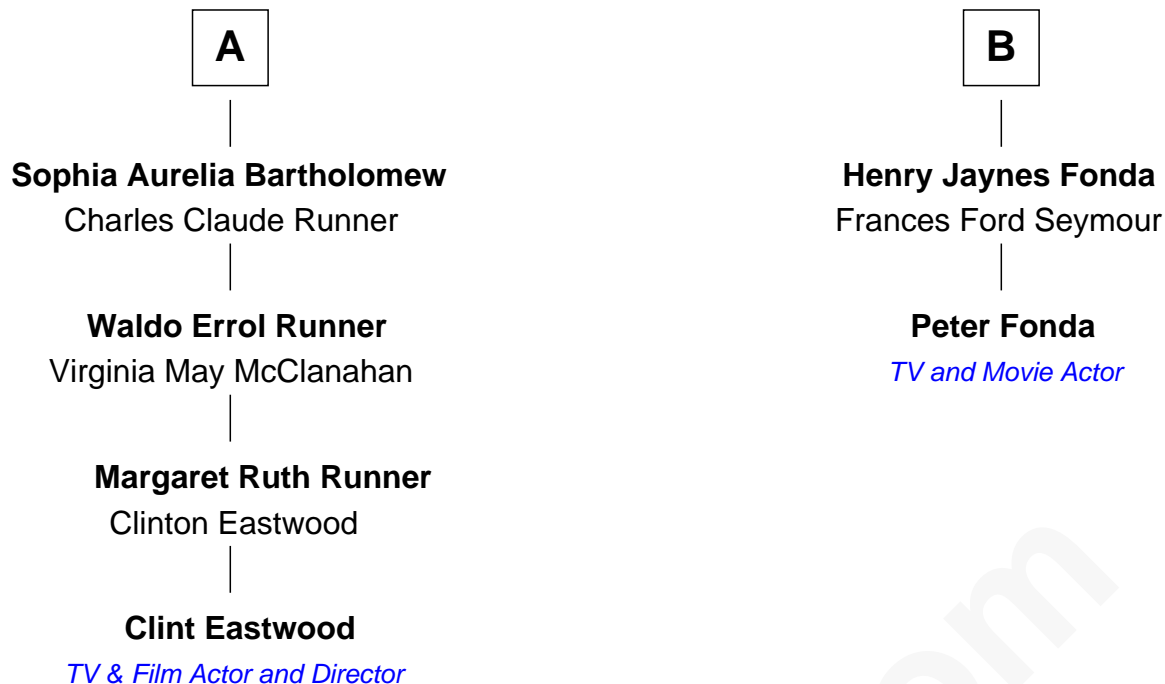 A
Sophia Aurelia Bartholomew
Charles Claude Runner
Waldo Errol Runner
Virginia May McClanahan
Margaret Ruth Runner
Clinton Eastwood
Clint Eastwood
TV & Film Actor and Director
B
Henry Jaynes Fonda
Frances Ford Seymour
Peter Fonda
TV and Movie Actor
om